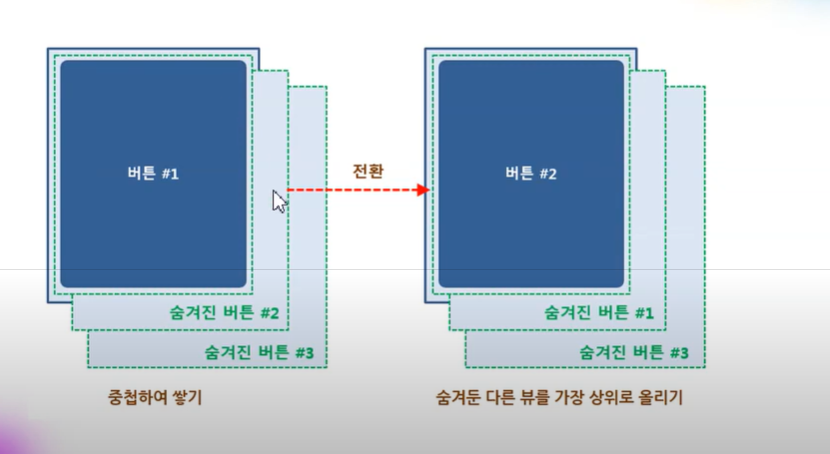 버튼 #1
숨겨진 버튼 #2
숨겨진 버튼 #3
중첩하여 쌓기
전환
버튼 #2
숨겨진 버튼 #1
숨겨진 버튼 #3
숨겨둔 다른 뷰를 가장 상위로 올리기